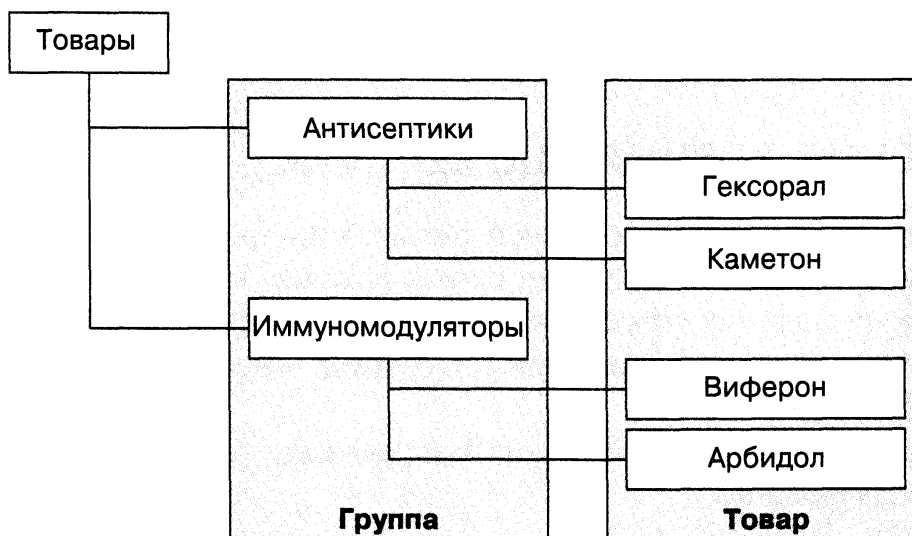 Товары
Антисептики
Гексорал
Каметон
Иммуномодуляторы
Виферон
Арбидол
Группа
Товар